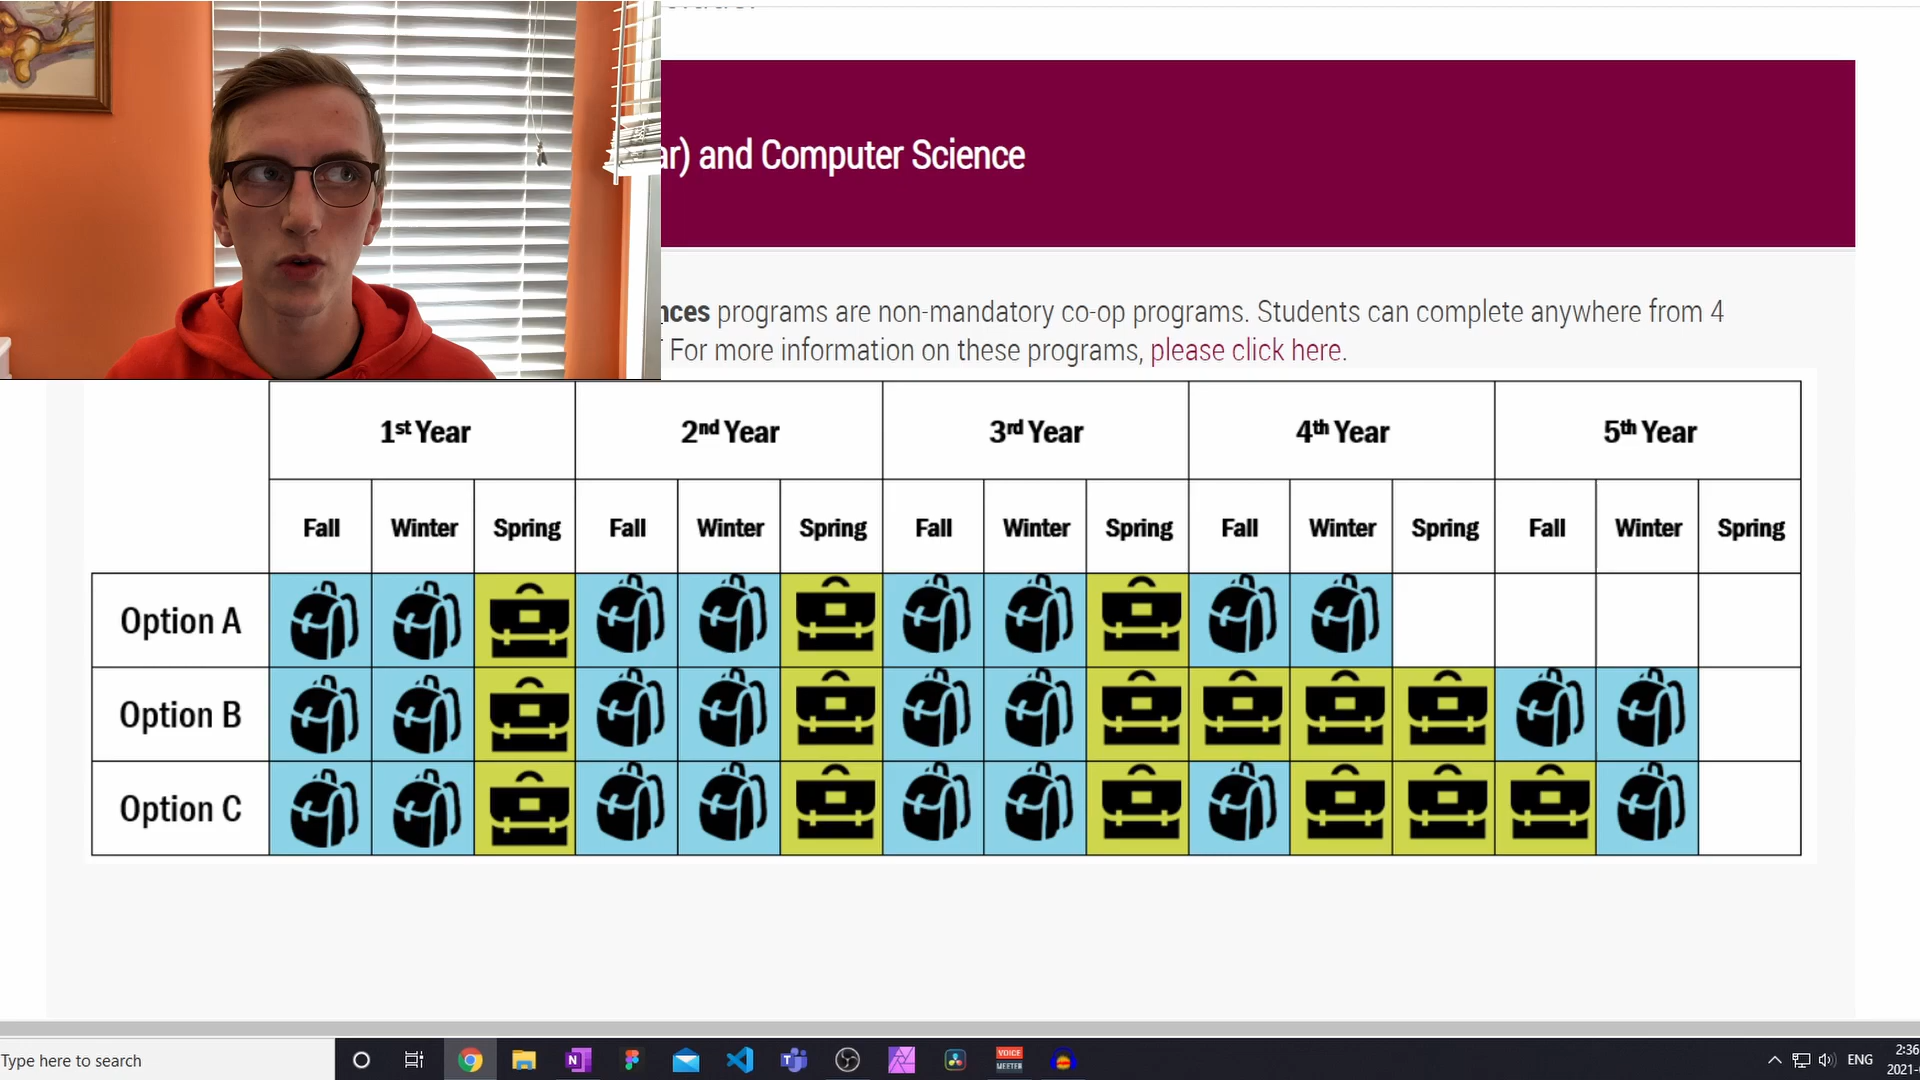 ar) and Computer Science
nces programs are non-mandatory co-op programs. Students can complete anywhere from 4
For more information on these programs, please click here.
1st Year 2nd Year 3rd Year 4th Year 5th Year
Fall Winter Spring Fall Winter Spring Fall Winter Spring Fall Winter Spring Fall Winter Spring
Option A
Option B
Option C
Type here to search
VOICE
MEETER
ENG
2:36
2021-